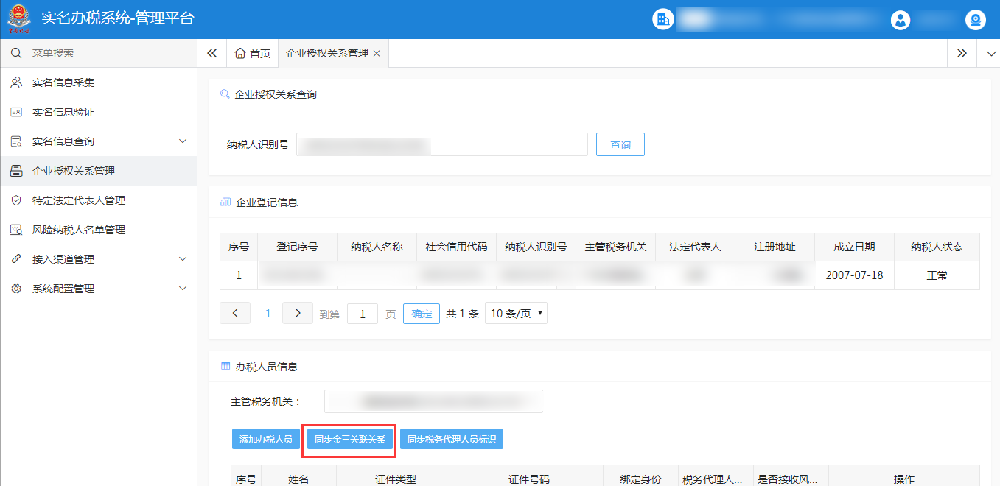 实名办税系统-管理平台
菜单搜索
首页
企业授权关系管理
实名信息采集
实名信息验证
实名信息查询
企业授权关系管理
特定法定代表人管理
风险纳税人名单管理
接入渠道管理
系统配置管理
企业授权关系查询
纳税人识别号 查询
企业登记信息
序号 登记序号 纳税人名称 社会信用代码 纳税人识别号 主管税务机关 法定代表人 注册地址 成立日期 纳税人状态
1 2007-07-18 正常
1 到第 1 页 确定 共 1 条 10 条/页
办税人员信息
主管税务机关：
添加办税人员 同步金三关联关系 同步税务代理人员标识
序号 姓名 证件类型 证件号码 绑定身份 税务代理人... 是否接收风... 操作